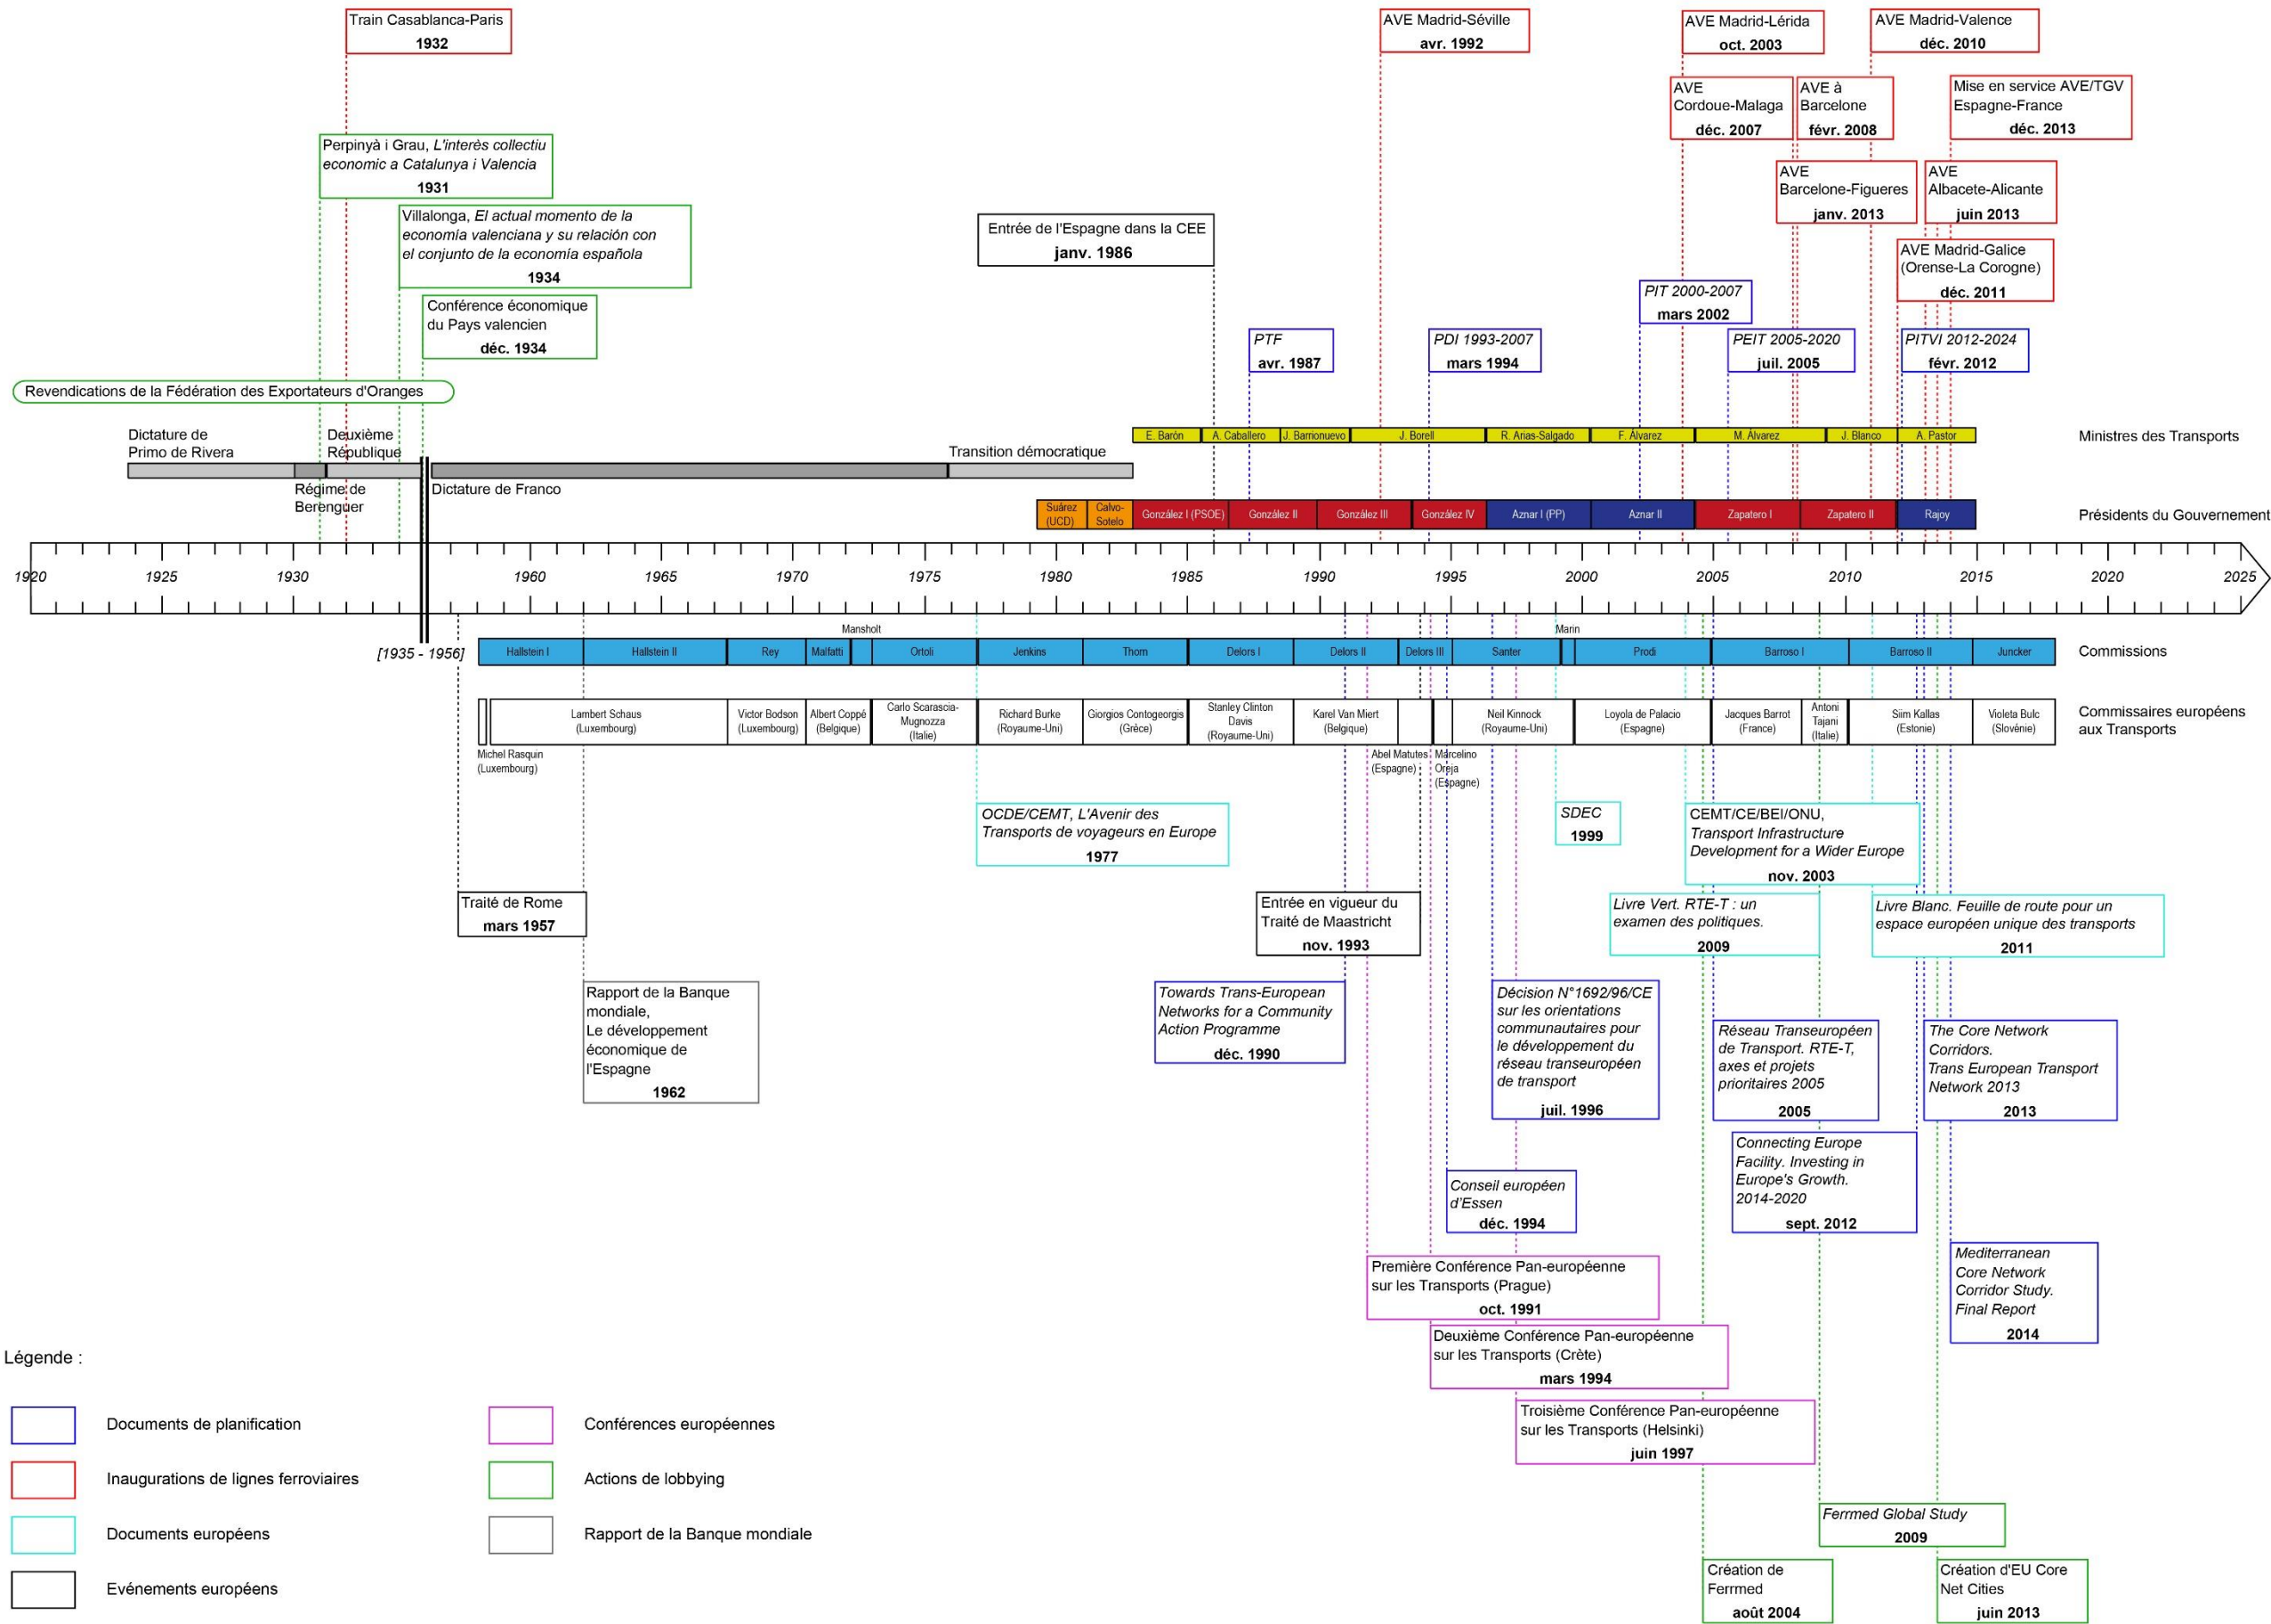 Train Casablanca-Paris
1932
AVE Madrid-Séville
avr. 1992
AVE Madrid-Lérida
oct. 2003
AVE Madrid-Valence
déc. 2010
AVE
Cordoue-Malaga
déc. 2007
AVE à
Barcelone
févr. 2008
Mise en service AVE/TGV
Espagne-France
déc. 2013
Perpinyà i Grau, L'interès collectiu
economic a Catalunya i Valencia
1931
AVE
Barcelone-Figueres
janv. 2013
AVE
Albacete-Alicante
juin 2013
Villalonga, El actual momento de la
economía valenciana y su relación con
el conjunto de la economía española
1934
Entrée de l'Espagne dans la CEE
janv. 1986
AVE Madrid-Galice
(Orense-La Corogne)
déc. 2011
Conférence économique
du Pays valencien
déc. 1934
PIT 2000-2007
mars 2002
PTF
avr. 1987
PDI 1993-2007
mars 1994
PEIT 2005-2020
juil. 2005
PITVI 2012-2024
févr. 2012
Revendications de la Fédération des Exportateurs d'Oranges
E. Barón
A. Caballero
J. Barrionuevo
J. Borell
R. Arias-Salgado
F. Álvarez
M. Álvarez
J. Blanco
A. Pastor
Ministres des Transports
Dictature de
Primo de Rivera
Deuxième
République
Transition démocratique
Régime de
Berenguer
Dictature de Franco
Suárez
(UCD)
Calvo-
Sotelo
González I (PSOE)
González II
González III
González IV
Aznar I (PP)
Aznar II
Zapatero I
Zapatero II
Rajoy
Présidents du Gouvernement
1920
1925
1930
1960
1965
1970
1975
1980
1985
1990
1995
2000
2005
2010
2015
2020
2025
[1935 - 1956]
Mansholt
Marin
Hallstein I
Hallstein II
Rey
Malfatti
Ortoli
Jenkins
Thorn
Delors I
Delors II
Delors III
Santer
Prodi
Barroso I
Barroso II
Juncker
Commissions
Lambert Schaus
(Luxembourg)
Victor Bodson
(Luxembourg)
Albert Coppé
(Belgique)
Carlo Scarascia-
Mugnozza
(Italie)
Richard Burke
(Royaume-Uni)
Giorgios Contogeorgis
(Grèce)
Stanley Clinton
Davis
(Royaume-Uni)
Karel Van Miert
(Belgique)
Neil Kinnock
(Royaume-Uni)
Loyola de Palacio
(Espagne)
Jacques Barrot
(France)
Antoni
Tajani
(Italie)
Siim Kallas
(Estonie)
Violeta Bulc
(Slovénie)
Commissaires européens
aux Transports
Michel Rasquin
(Luxembourg)
Abel Matutes
(Espagne)
Marcelino
Oreja
(Espagne)
OCDE/CEMT, L'Avenir des
Transports de voyageurs en Europe
1977
SDEC
1999
CEMT/CE/BEI/ONU,
Transport Infrastructure
Development for a Wider Europe
nov. 2003
Traité de Rome
mars 1957
Entrée en vigueur du
Traité de Maastricht
nov. 1993
Livre Vert. RTE-T : un
examen des politiques.
2009
Livre Blanc. Feuille de route pour un
espace européen unique des transports
2011
Rapport de la Banque
mondiale,
Le développement
économique de
l'Espagne
1962
Towards Trans-European
Networks for a Community
Action Programme
déc. 1990
Décision N°1692/96/CE
sur les orientations
communautaires pour
le développement du
réseau transeuropéen
de transport
juil. 1996
Réseau Transeuropéen
de Transport. RTE-T,
axes et projets
prioritaires 2005
2005
The Core Network
Corridors.
Trans European Transport
Network 2013
2013
Connecting Europe
Facility. Investing in
Europe's Growth.
2014-2020
sept. 2012
Conseil européen
d'Essen
déc. 1994
Mediterranean
Core Network
Corridor Study.
Final Report
2014
Première Conférence Pan-européenne
sur les Transports (Prague)
oct. 1991
Deuxième Conférence Pan-européenne
sur les Transports (Crète)
mars 1994
Troisième Conférence Pan-européenne
sur les Transports (Helsinki)
juin 1997
Ferrmed Global Study
2009
Création de
Ferrmed
août 2004
Création d'EU Core
Net Cities
juin 2013
Légende :
Documents de planification
Inaugurations de lignes ferroviaires
Documents européens
Evénements européens
Conférences européennes
Actions de lobbying
Rapport de la Banque mondiale